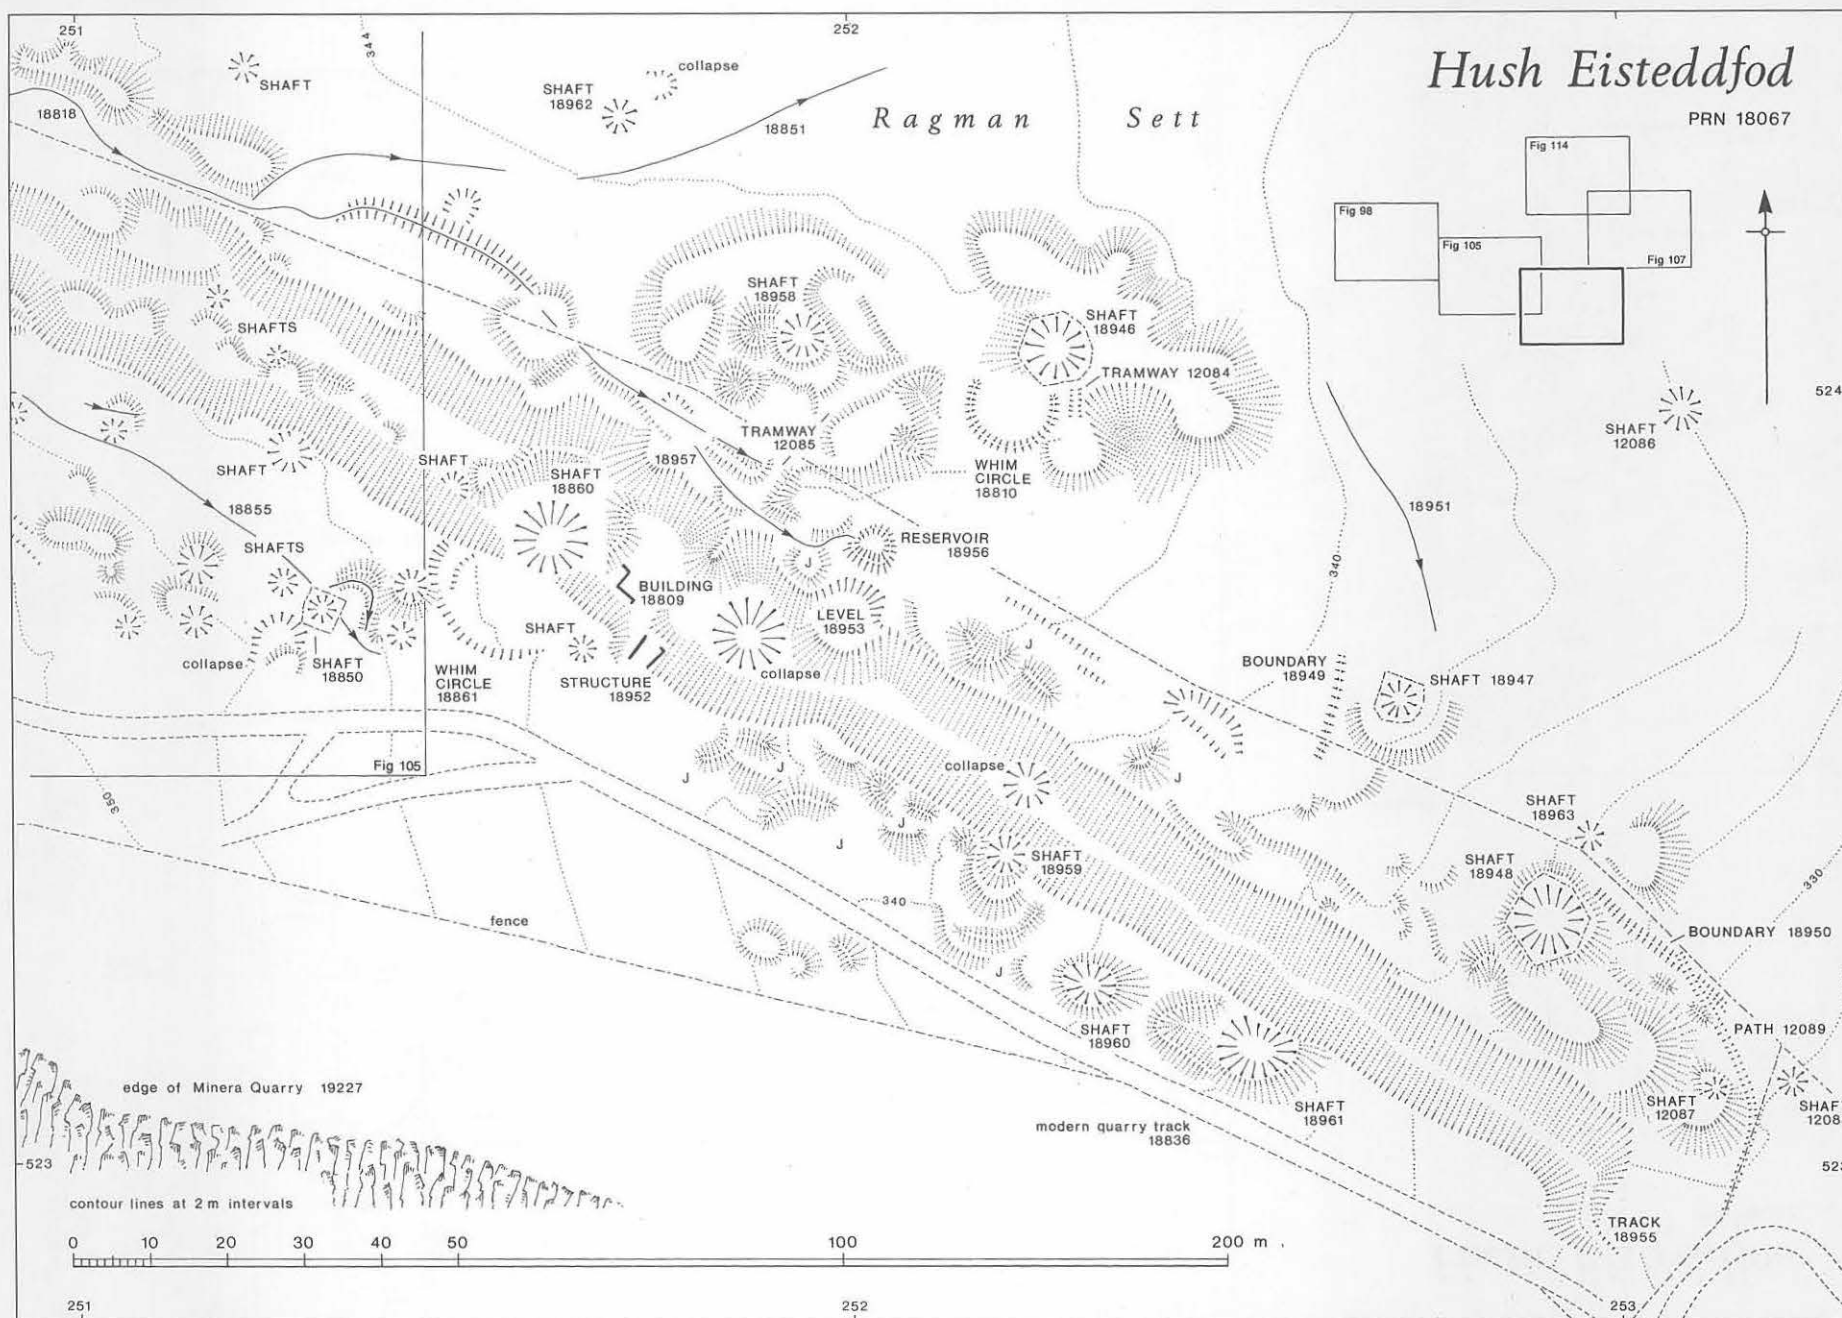 251
252
Hush Eisteddfod
PRN 18067
344
SHAFT
collapse
SHAFT
18962
18818
18851
Ragman Sett
Fig 114
Fig 98
Fig 105
Fig 107
SHAFT
18958
SHAFT
18946
SHAFTS
TRAMWAY 12084
524
TRAMWAY
12085
SHAFT
12086
SHAFT
SHAFT
SHAFT
18860
18957
WHIM
CIRCLE
18810
18855
18951
SHAFTS
RESERVOIR
18956
J
340
BUILDING
18809
LEVEL
18953
SHAFT
J
collapse
SHAFT
18850
WHIM
CIRCLE
18861
STRUCTURE
18952
collapse
BOUNDARY
18949
SHAFT 18947
Fig 105
J
J
collapse
J
350
SHAFT
18963
J
J
SHAFT
18959
SHAFT
18948
330
340
fence
BOUNDARY 18950
J
SHAFT
18960
PATH 12089
edge of Minera Quarry 19227
SHAFT
18961
SHAFT
12087
SHAF
1208
modern quarry track
18836
523
523
contour lines at 2 m intervals
TRACK
18955
0 10 20 30 40 50 100 200 m
251
252
253